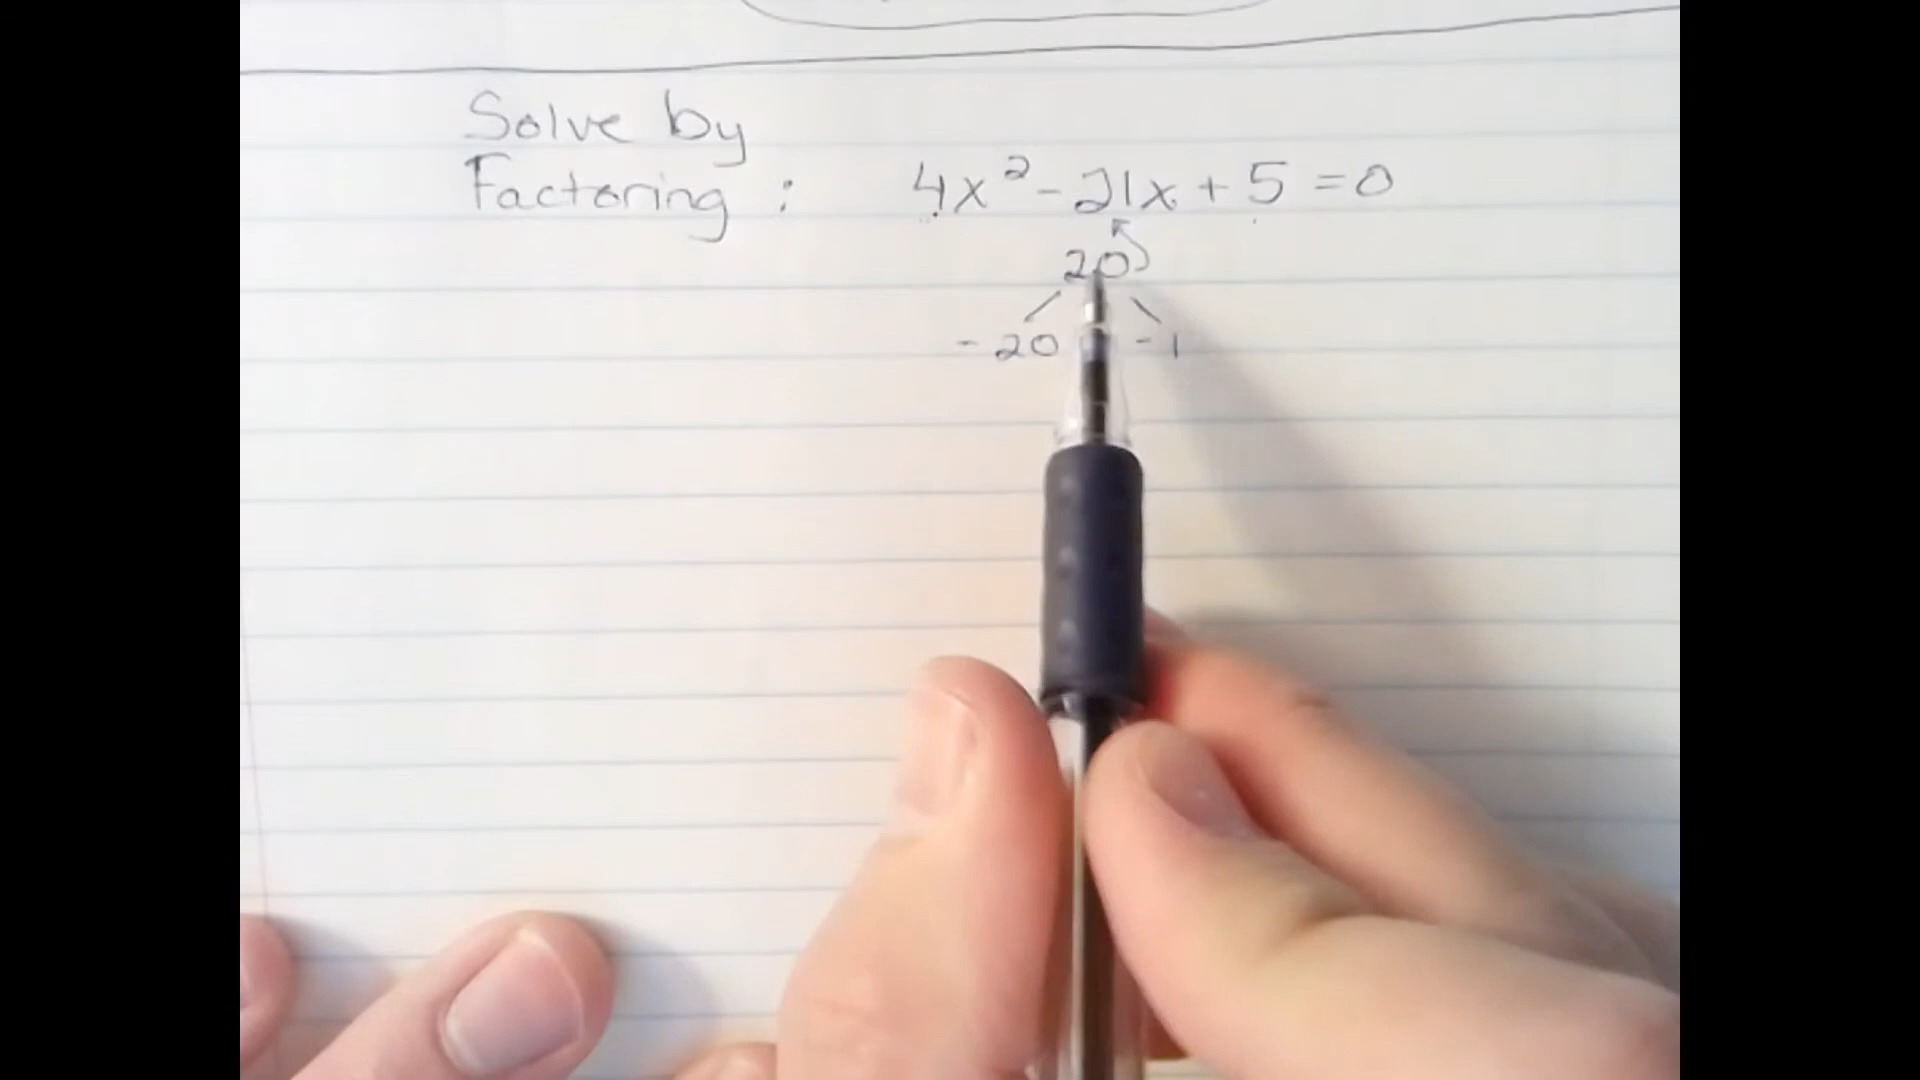 Solve by
Factoring : 4x² - 21x + 5 = 0
20
- 20 - 1